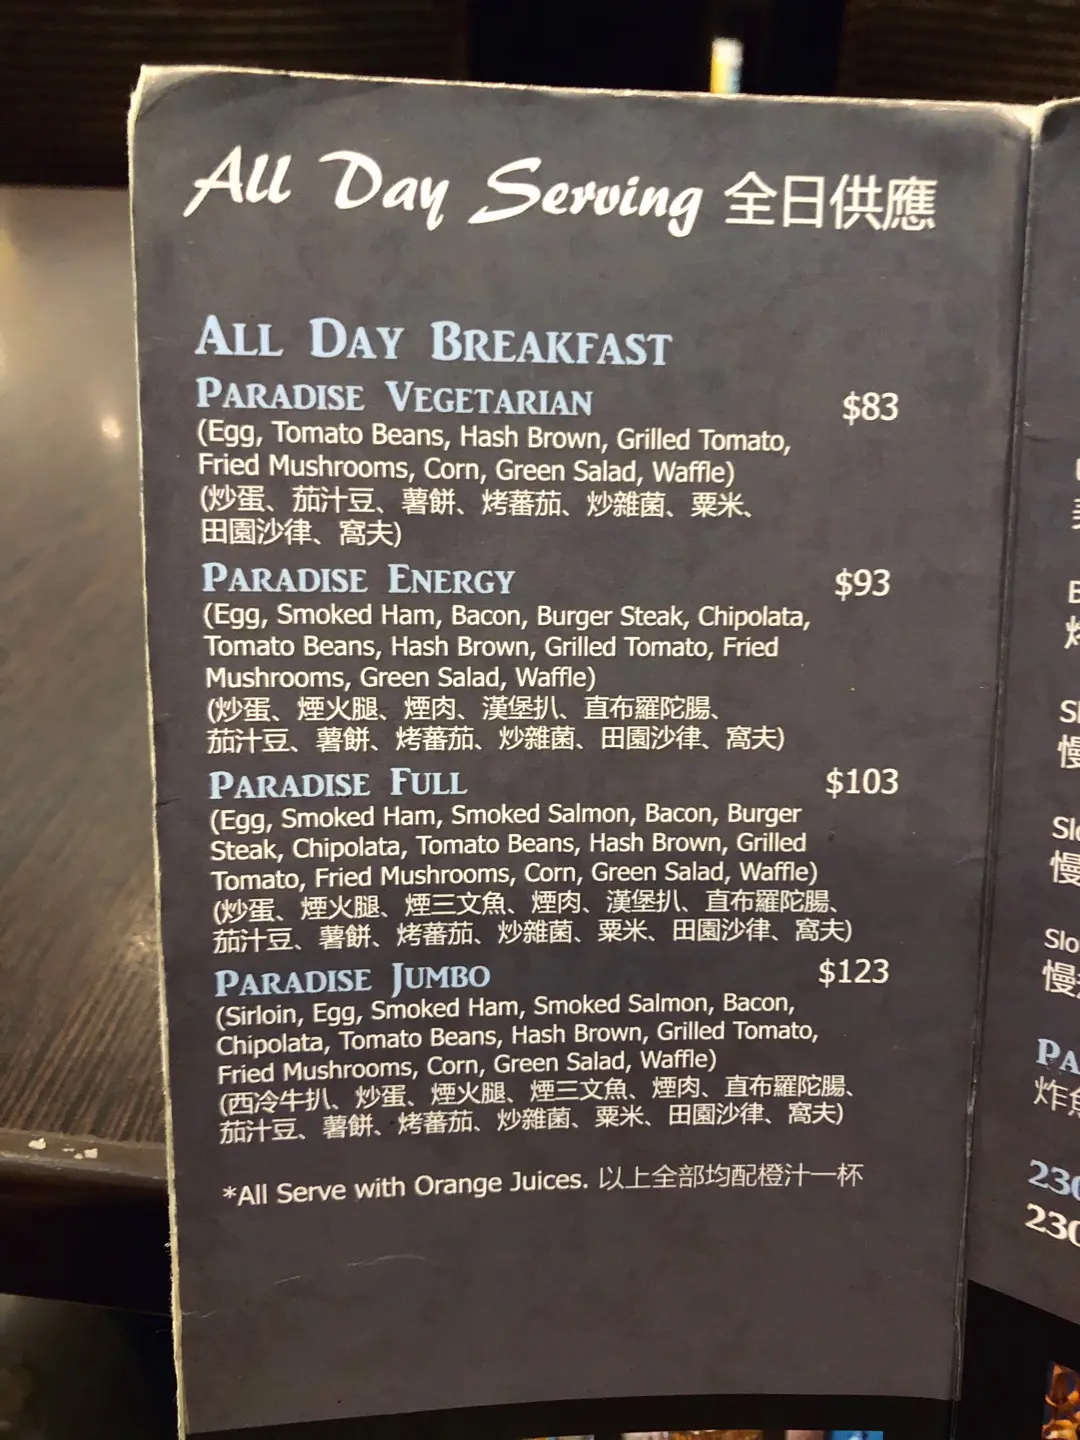 All Day Serving 全日供應
ALL DAY BREAKFAST
PARADISE VEGETARIAN $83
(Egg, Tomato Beans, Hash Brown, Grilled Tomato,
Fried Mushrooms, Corn, Green Salad, Waffle)
(炒蛋、茄汁豆、薯餅、烤蕃茄、炒雜菌、粟米、
田園沙律、窩夫)
PARADISE ENERGY $93
(Egg, Smoked Ham, Bacon, Burger Steak, Chipolata,
Tomato Beans, Hash Brown, Grilled Tomato, Fried
Mushrooms, Green Salad, Waffle)
(炒蛋、煙火腿、煙肉、漢堡扒、直布羅陀腸、
茄汁豆、薯餅、烤蕃茄、炒雜菌、田園沙律、窩夫)
PARADISE FULL $103
(Egg, Smoked Ham, Smoked Salmon, Bacon, Burger
Steak, Chipolata, Tomato Beans, Hash Brown, Grilled
Tomato, Fried Mushrooms, Corn, Green Salad, Waffle)
(炒蛋、煙火腿、煙三文魚、煙肉、漢堡扒、直布羅陀腸、
茄汁豆、薯餅、烤蕃茄、炒雜菌、粟米、田園沙律、窩夫)
PARADISE JUMBO $123
(Sirloin, Egg, Smoked Ham, Smoked Salmon, Bacon,
Chipolata, Tomato Beans, Hash Brown, Grilled Tomato,
Fried Mushrooms, Corn, Green Salad, Waffle)
(西冷牛扒、炒蛋、煙火腿、煙三文魚、煙肉、直布羅陀腸、
茄汁豆、薯餅、烤蕃茄、炒雜菌、粟米、田園沙律、窩夫)
*All Serve with Orange Juices. 以上全部均配橙汁一杯
慢
慢
慢
PA
炸
230
230